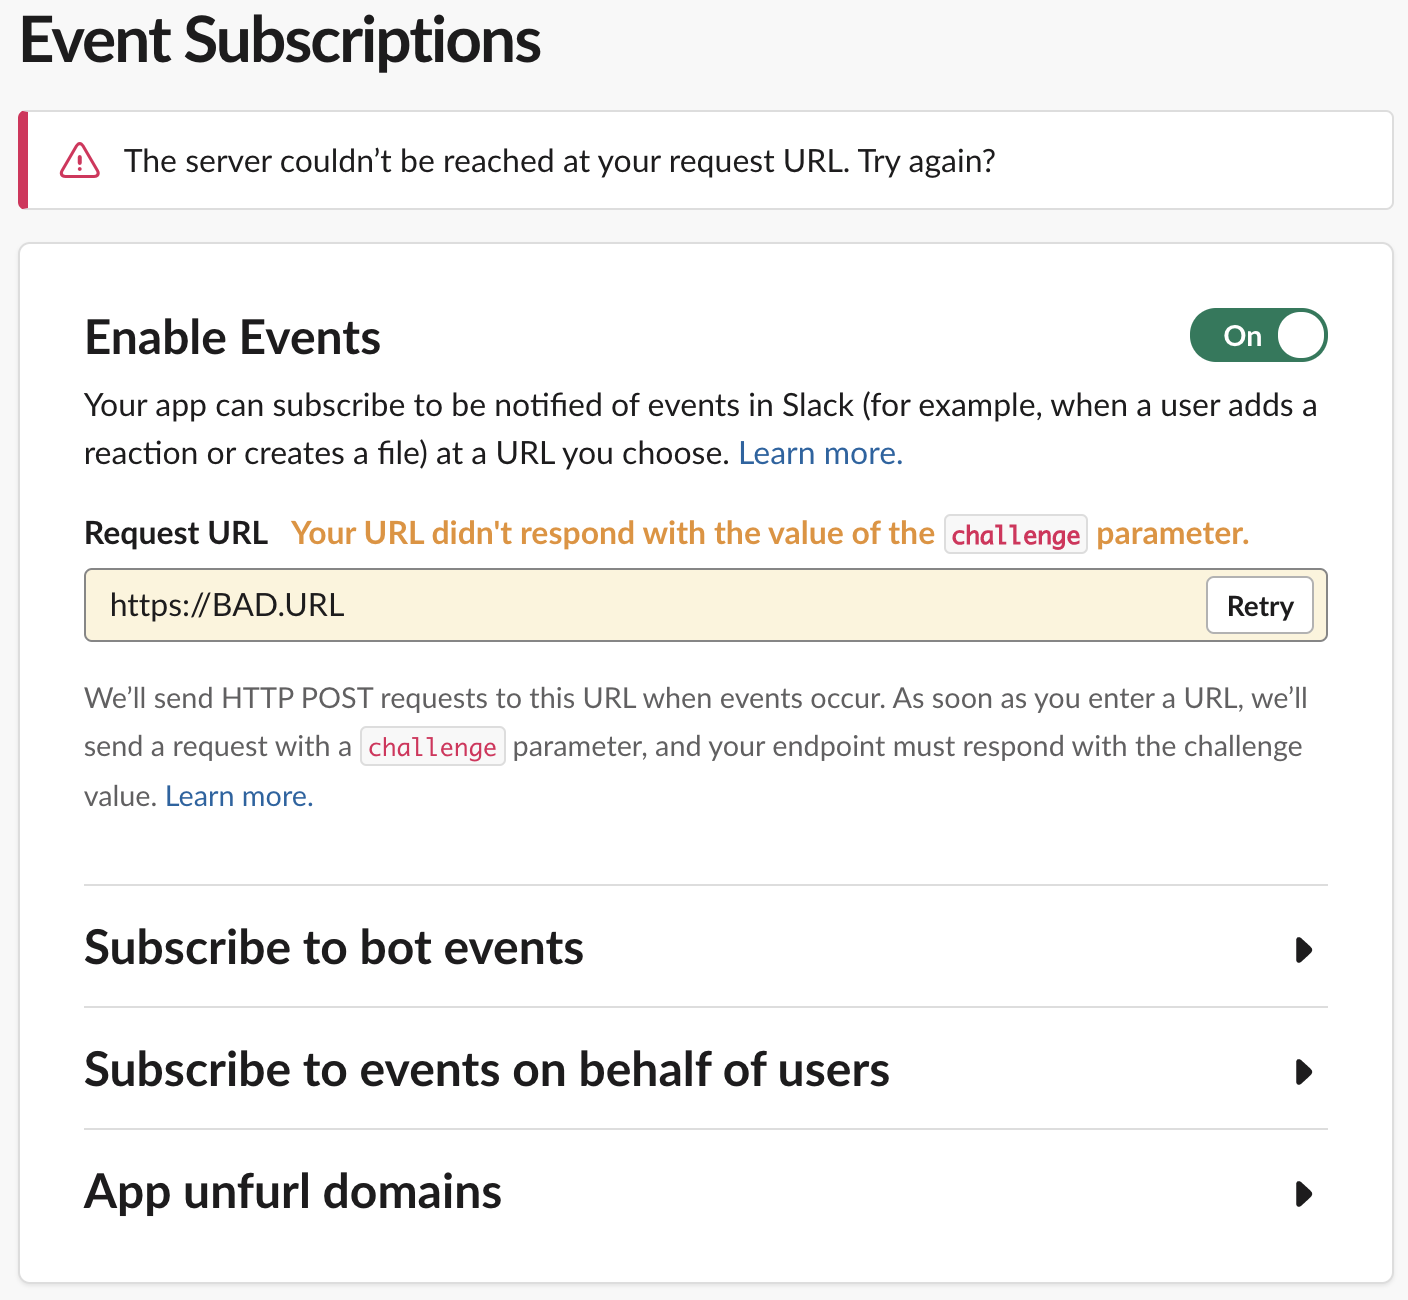 Event Subscriptions
The server couldn’t be reached at your request URL. Try again?
Enable Events
On
Your app can subscribe to be notified of events in Slack (for example, when a user adds a
reaction or creates a file) at a URL you choose. Learn more.
Request URL Your URL didn't respond with the value of the challenge parameter.
https://BAD.URL
Retry
We’ll send HTTP POST requests to this URL when events occur. As soon as you enter a URL, we’ll
send a request with a challenge parameter, and your endpoint must respond with the challenge
value. Learn more.
Subscribe to bot events
Subscribe to events on behalf of users
App unfurl domains